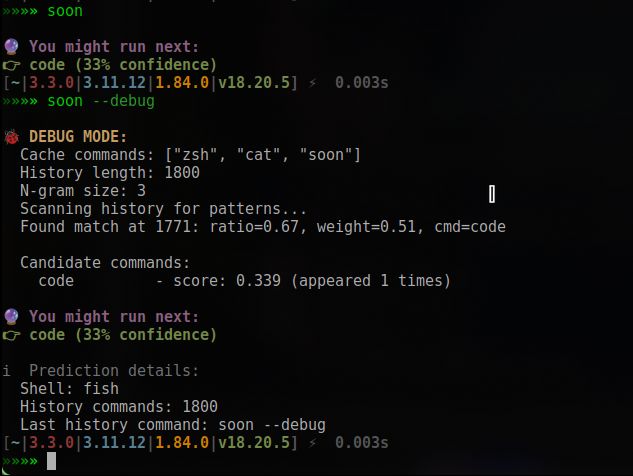 »»»» soon
🔮 You might run next:
👉 code (33% confidence)
[~|3.3.0|3.11.12|1.84.0|v18.20.5] ⚡ 0.003s
»»»» soon --debug
🐞 DEBUG MODE:
Cache commands: ["zsh", "cat", "soon"]
History length: 1800
N-gram size: 3
Scanning history for patterns...
Found match at 1771: ratio=0.67, weight=0.51, cmd=code
Candidate commands:
code - score: 0.339 (appeared 1 times)
🔮 You might run next:
👉 code (33% confidence)
i Prediction details:
Shell: fish
History commands: 1800
Last history command: soon --debug
[~|3.3.0|3.11.12|1.84.0|v18.20.5] ⚡ 0.003s
»»»»